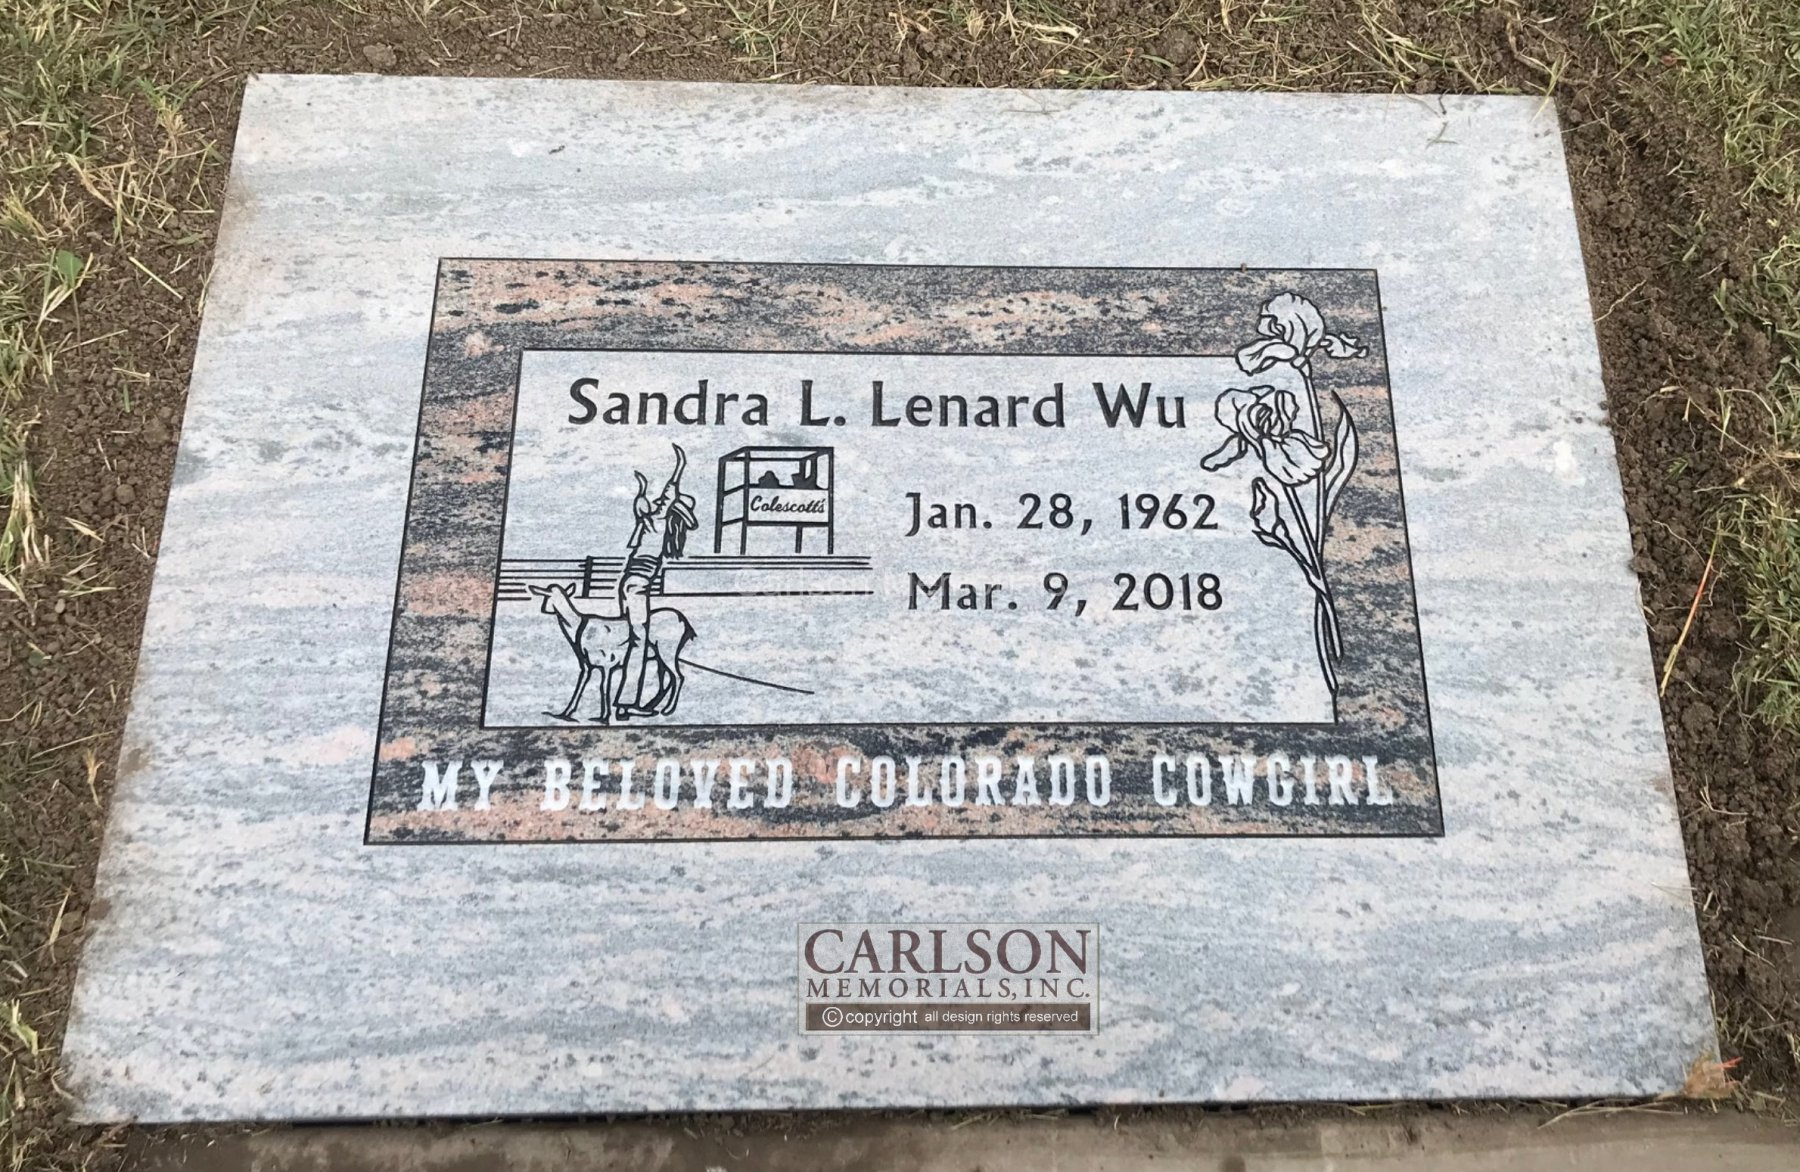 Sandra L. Lenard Wu
Colescott's
Jan. 28, 1962
Mar. 9, 2018
MY BELOVED COLORADO COWGIRL
CARLSON
MEMORIALS, INC.
© copyright all design rights reserved